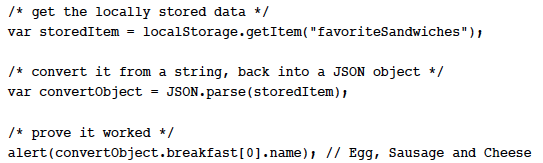 /* get the locally stored data */
var storedItem = localStorage.getItem("favoriteSandwiches");
/* convert it from a string, back into a JSON object */
var convertObject = JSON.parse(storedItem);
/* prove it worked */
alert(convertObject.breakfast[0].name); // Egg, Sausage and Cheese